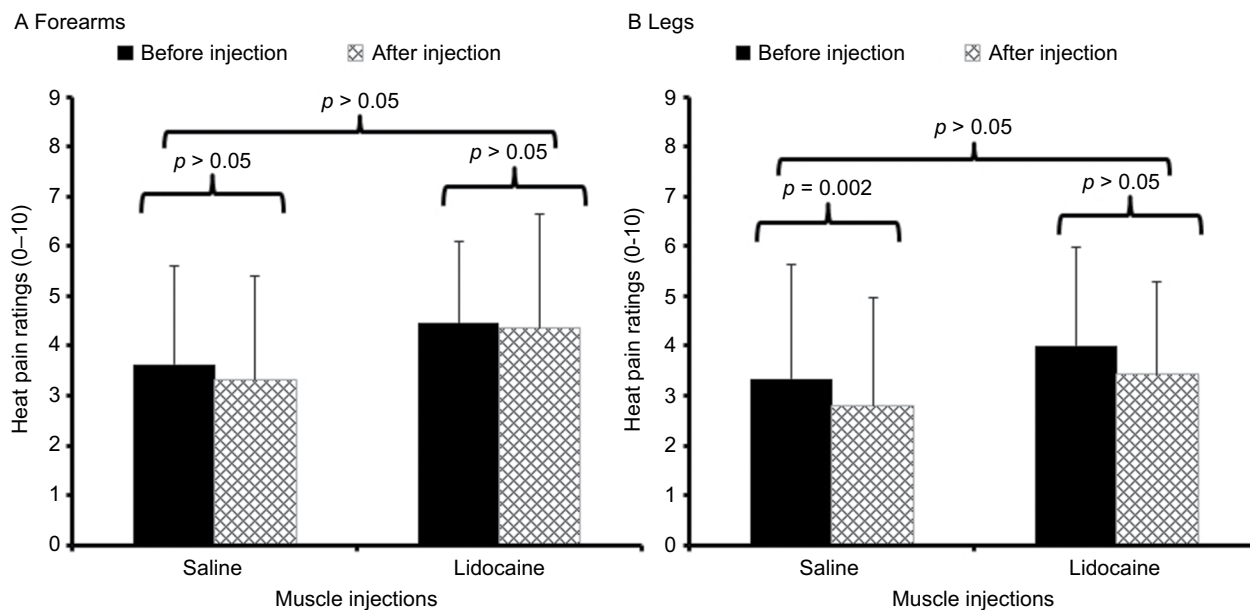 A Forearms
Before injection After injection
9
8
7
6
5
4
3
2
1
0
Heat pain ratings (0–10)
p > 0.05
p > 0.05
p > 0.05
Saline Lidocaine
Muscle injections
B Legs
Before injection After injection
9
8
7
6
5
4
3
2
1
0
Heat pain ratings (0-10)
p > 0.05
p = 0.002
p > 0.05
Saline Lidocaine
Muscle injections